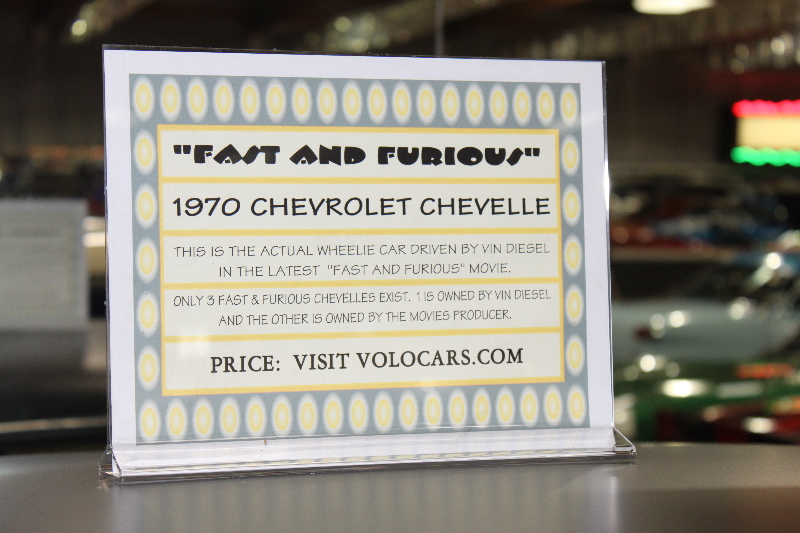 "FAST AND FURIOUS"
1970 CHEVROLET CHEVELLE
THIS IS THE ACTUAL WHEELIE CAR DRIVEN BY VIN DIESEL
IN THE LATEST "FAST AND FURIOUS" MOVIE.
ONLY 3 FAST & FURIOUS CHEVELLES EXIST. 1 IS OWNED BY VIN DIESEL
AND THE OTHER IS OWNED BY THE MOVIES PRODUCER.
PRICE: VISIT VOLOCARS.COM